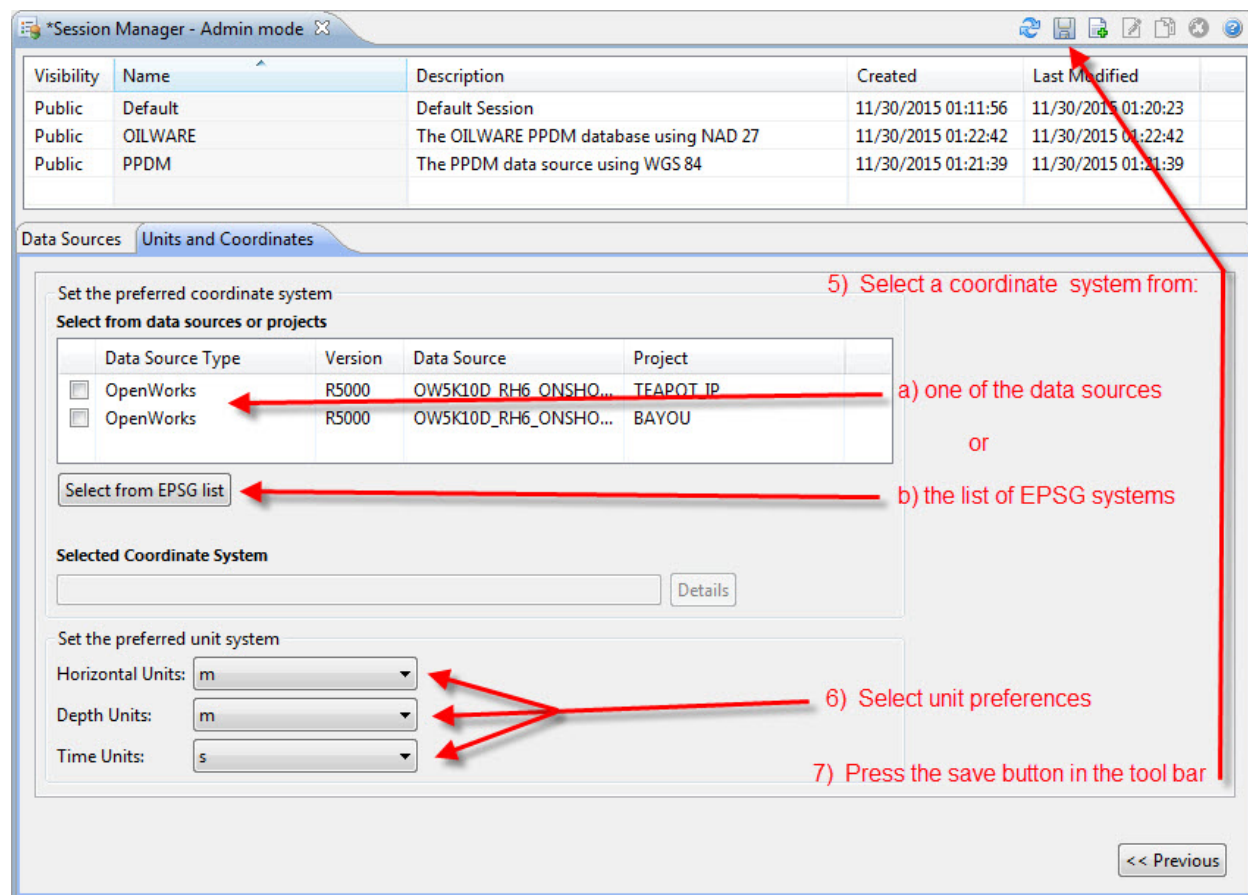 *Session Manager - Admin mode
Visibility Name Description Created Last Modified
Public Default Default Session 11/30/2015 01:11:56 11/30/2015 01:20:23
Public OILWARE The OILWARE PPDM database using NAD 27 11/30/2015 01:22:42 11/30/2015 01:22:42
Public PPDM The PPDM data source using WGS 84 11/30/2015 01:21:39 11/30/2015 01:21:39
Data Sources Units and Coordinates
5) Select a coordinate system from:
Set the preferred coordinate system
Select from data sources or projects
Data Source Type Version Data Source Project
OpenWorks R5000 OW5K10D_RH6_ONSHO... TEAPOT_IP
a) one of the data sources
OpenWorks R5000 OW5K10D_RH6_ONSHO... BAYOU
or
Select from EPSG list
b) the list of EPSG systems
Selected Coordinate System
Details
Set the preferred unit system
Horizontal Units: m
6) Select unit preferences
Depth Units: m
Time Units: s
7) Press the save button in the tool bar
<< Previous